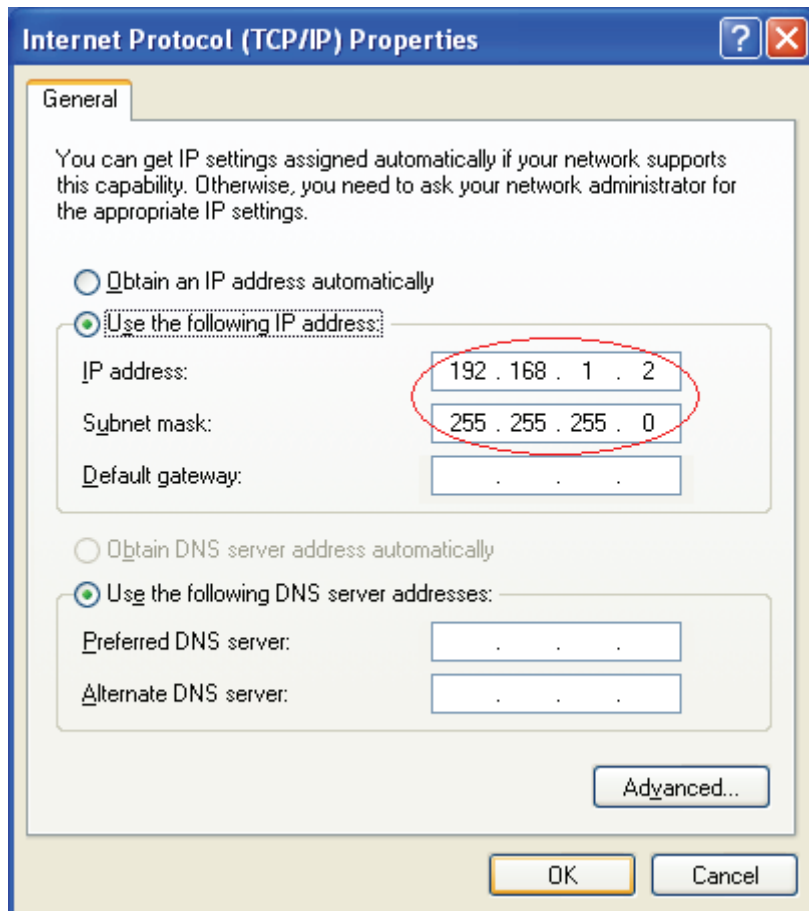 Internet Protocol (TCP/IP) Properties
General
You can get IP settings assigned automatically if your network supports
this capability. Otherwise, you need to ask your network administrator for
the appropriate IP settings.
Obtain an IP address automatically
Use the following IP address:
IP address: 192 . 168 . 1 . 2
Subnet mask: 255 . 255 . 255 . 0
Default gateway: . . .
Obtain DNS server address automatically
Use the following DNS server addresses:
Preferred DNS server: . . .
Alternate DNS server: . . .
Advanced...
OK Cancel